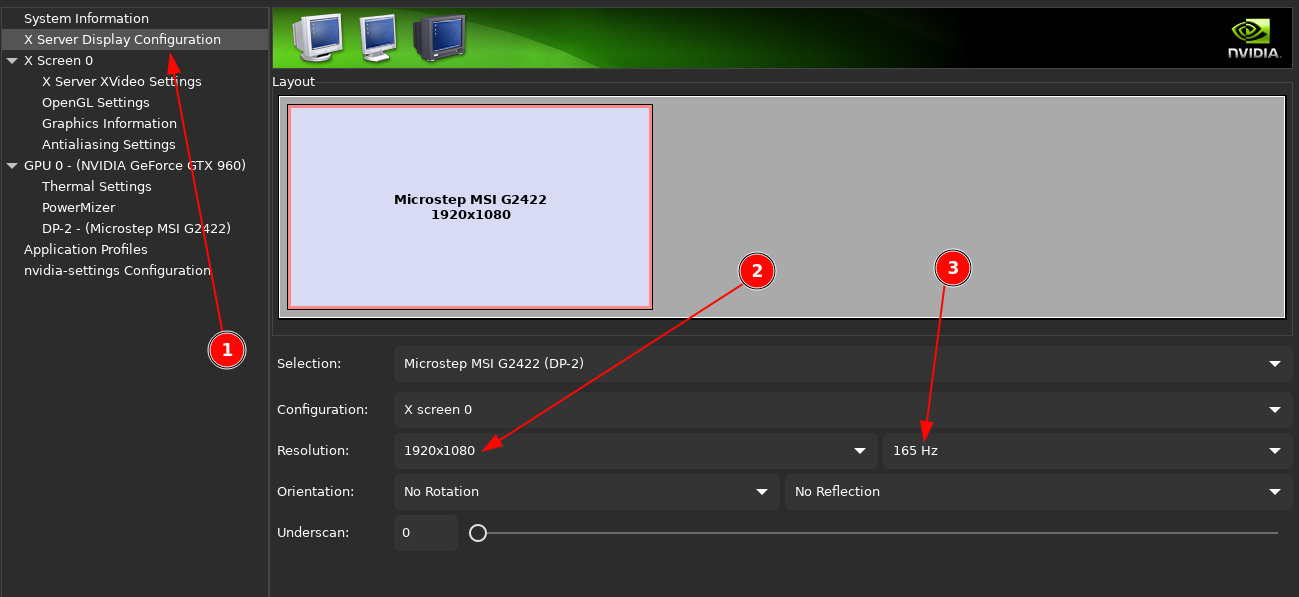 System Information
X Server Display Configuration
X Screen 0
X Server XVideo Settings
OpenGL Settings
Graphics Information
Antialiasing Settings
GPU 0 - (NVIDIA GeForce GTX 960)
Thermal Settings
PowerMizer
DP-2 - (Microstep MSI G2422)
Application Profiles
nvidia-settings Configuration
1
NVIDIA.
Layout
Microstep MSI G2422
1920x1080
2
3
Selection: Microstep MSI G2422 (DP-2)
Configuration: X screen 0
Resolution: 1920x1080 165 Hz
Orientation: No Rotation No Reflection
Underscan: 0